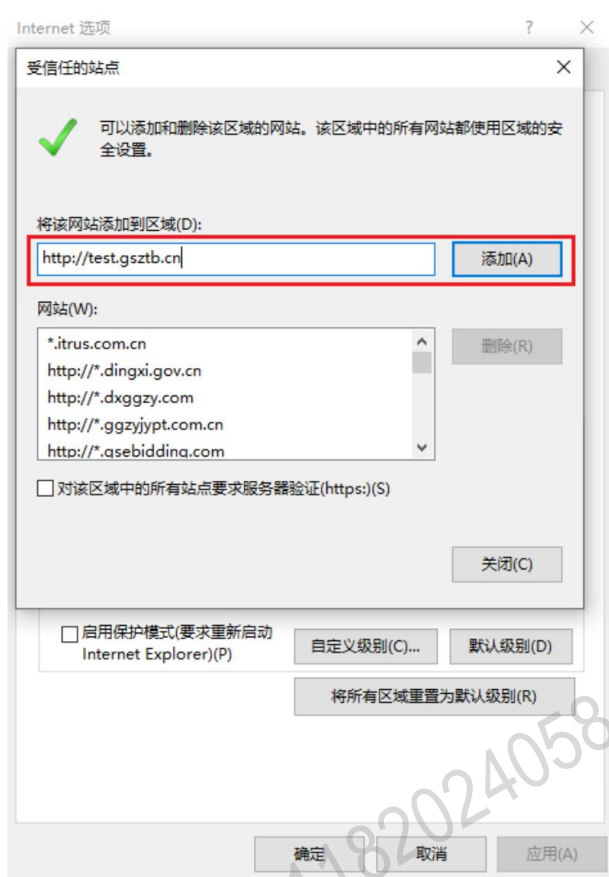 Internet 选项
受信任的站点
可以添加和删除该区域的网站。该区域中的所有网站都使用区域的安
全设置。
将该网站添加到区域(D):
http://test.gsztb.cn
添加(A)
网站(W):
*.itrus.com.cn
删除(R)
http://*.dingxi.gov.cn
http://*.dxggzy.com
http://*.ggzyjypt.com.cn
http://*.gsebidding.com
对该区域中的所有站点要求服务器验证(https:)(S)
关闭(C)
启用保护模式(要求重新启动
Internet Explorer)(P)
自定义级别(C)...
默认级别(D)
将所有区域重置为默认级别(R)
确定
取消
应用(A)
1182024058